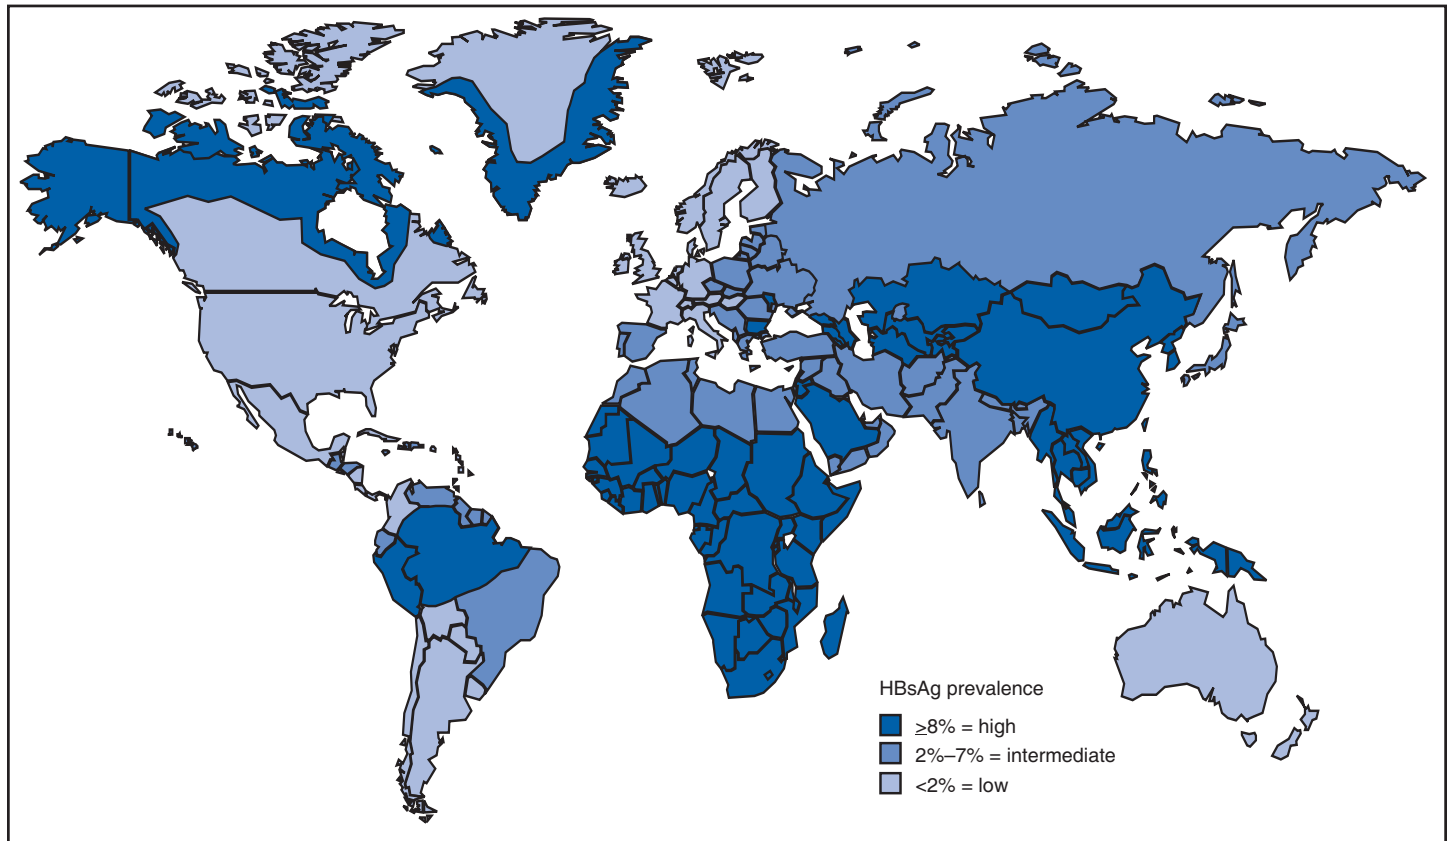 HBsAg prevalence
≥8% = high
2%–7% = intermediate
<2% = low